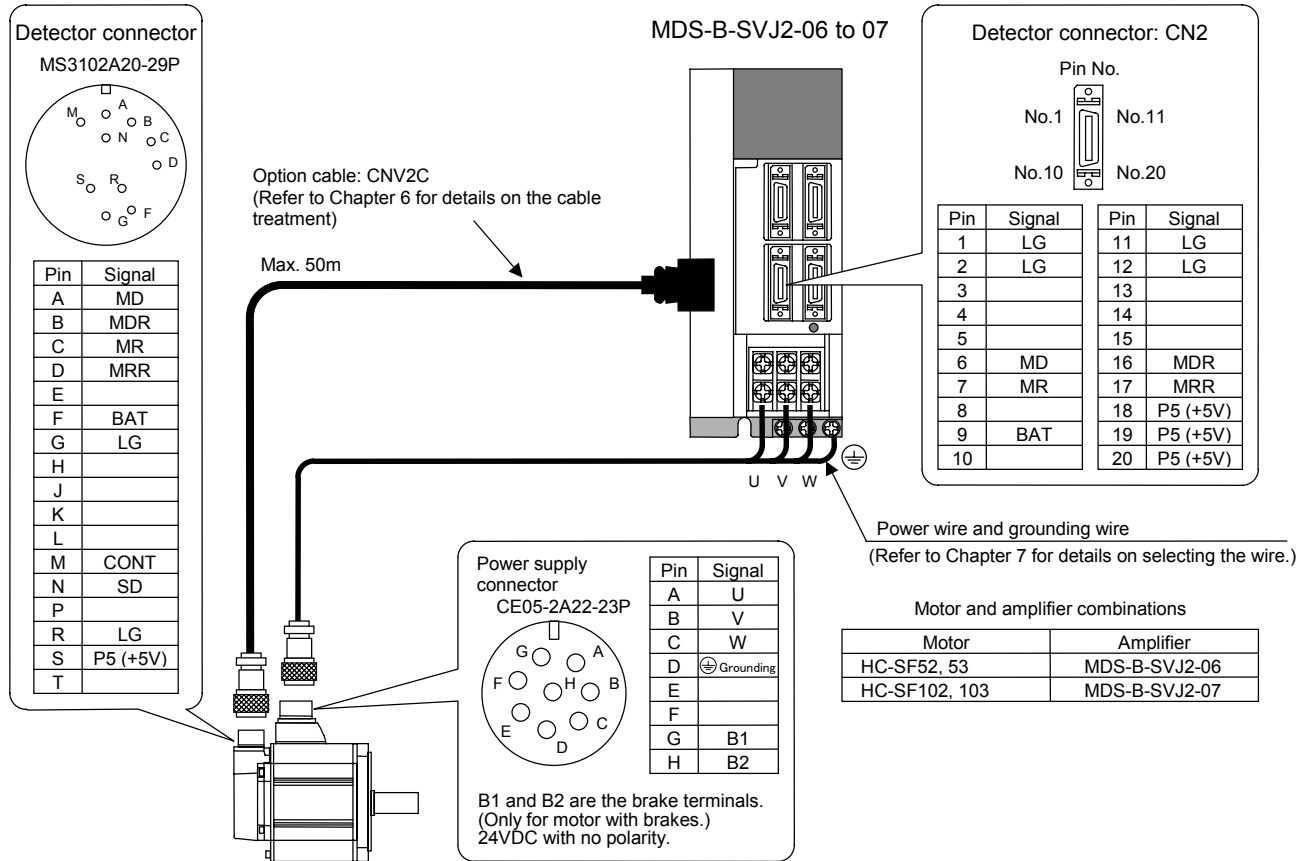 Detector connector
MS3102A20-29P
M
A
B
N
C
D
S
R
G
F
Pin Signal
A MD
B MDR
C MR
D MRR
E
F BAT
G LG
H
J
K
L
M CONT
N SD
P
R LG
S P5 (+5V)
T
Option cable: CNV2C
(Refer to Chapter 6 for details on the cable
treatment)
Max. 50m
MDS-B-SVJ2-06 to 07
U V W
Detector connector: CN2
Pin No.
No.1 No.11
No.10 No.20
Pin Signal Pin Signal
1 LG 11 LG
2 LG 12 LG
3 13
4 14
5 15
6 MD 16 MDR
7 MR 17 MRR
8 18 P5 (+5V)
9 BAT 19 P5 (+5V)
10 20 P5 (+5V)
Power wire and grounding wire
(Refer to Chapter 7 for details on selecting the wire.)
Power supply
connector
CE05-2A22-23P
G
A
F
H
B
E
C
D
Pin Signal
A U
B V
C W
D Grounding
E
F
G B1
H B2
B1 and B2 are the brake terminals.
(Only for motor with brakes.)
24VDC with no polarity.
Motor and amplifier combinations
Motor Amplifier
HC-SF52, 53 MDS-B-SVJ2-06
HC-SF102, 103 MDS-B-SVJ2-07